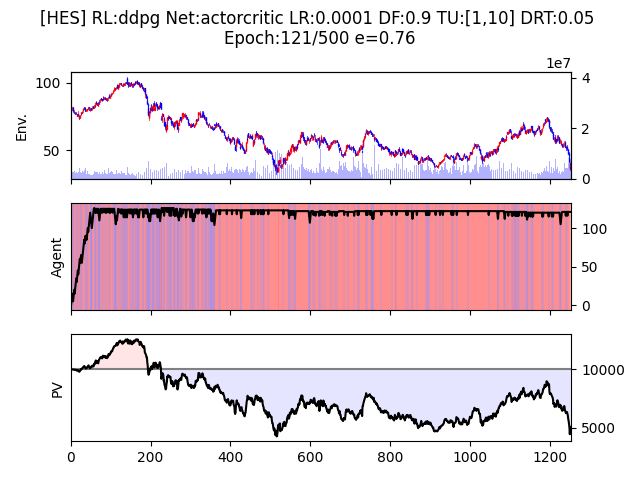 [HES] RL:ddpg Net:actorcritic LR:0.0001 DF:0.9 TU:[1,10] DRT:0.05
Epoch:121/500 e=0.76
1e7
100
50
Env.
4
2
0
Agent
100
50
0
PV
10000
5000
0
200
400
600
800
1000
1200